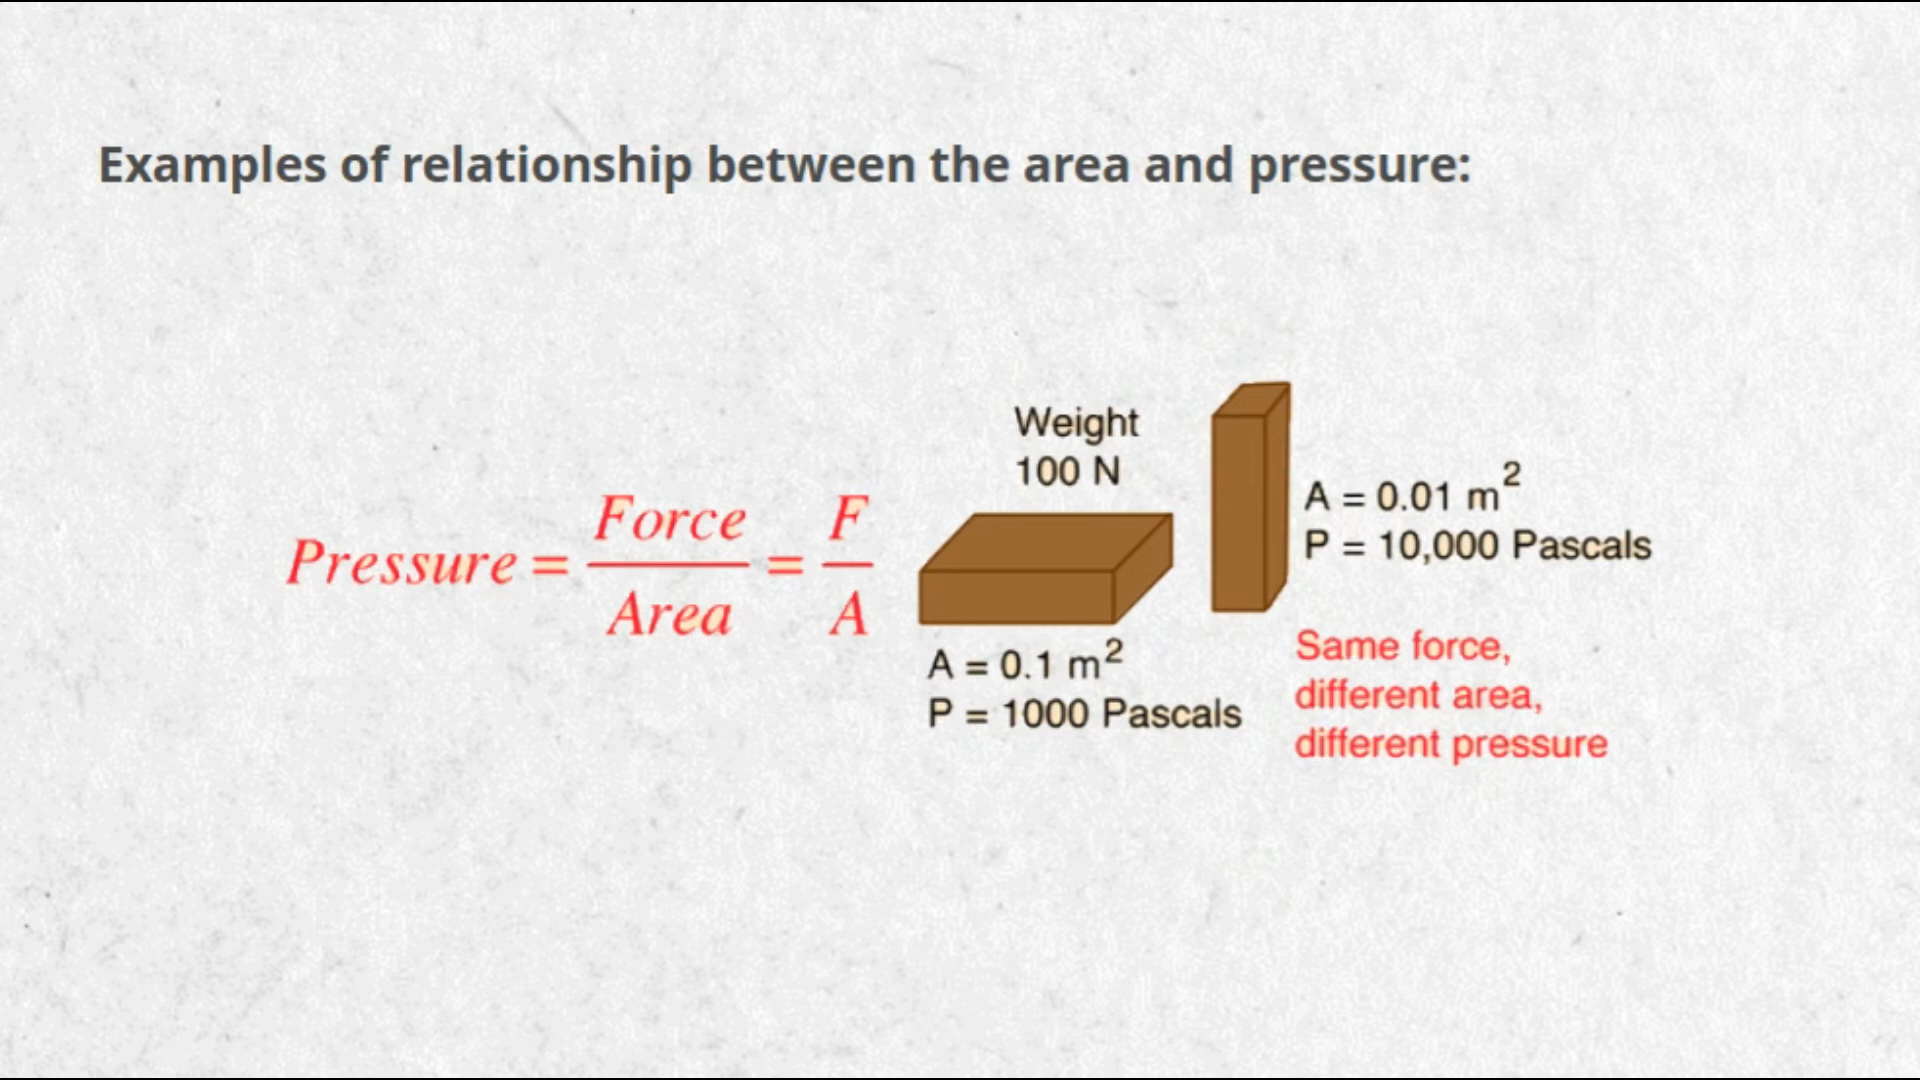 Examples of relationship between the area and pressure:
Pressure = Force / Area = F / A
Weight
100 N
A = 0.1 m²
P = 1000 Pascals
A = 0.01 m²
P = 10,000 Pascals
Same force,
different area,
different pressure